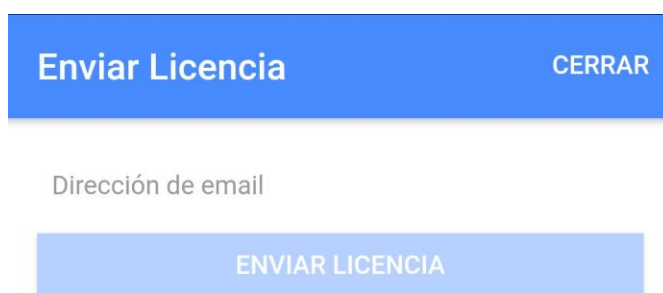 Enviar Licencia
CERRAR
Dirección de email
ENVIAR LICENCIA